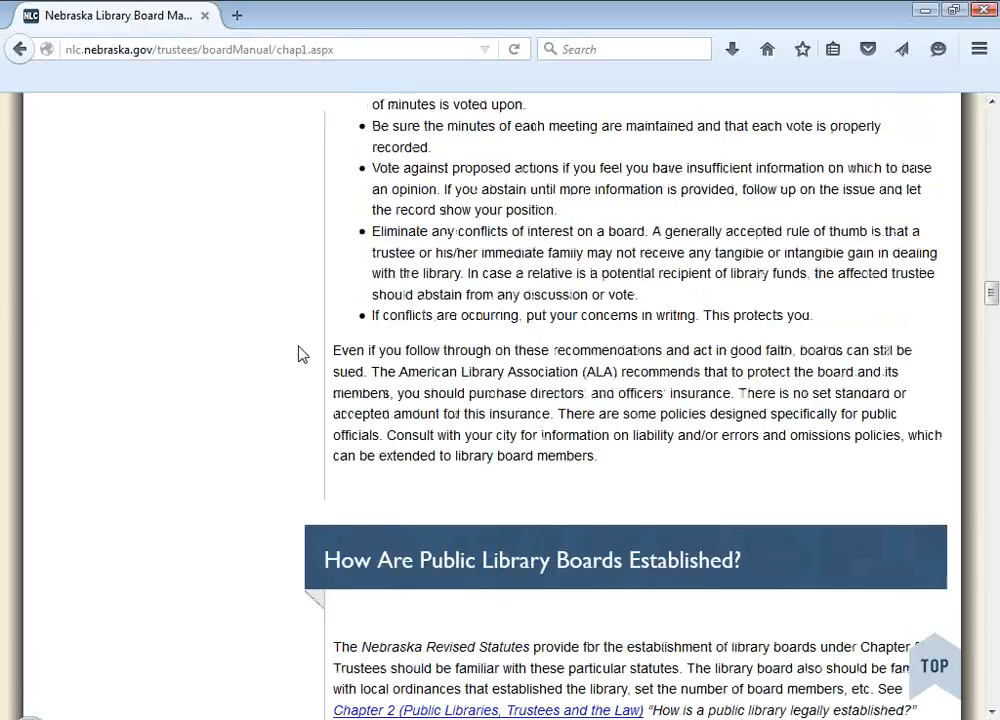 NLC Nebraska Library Board Ma...
nlc.nebraska.gov/trustees/boardManual/chap1.aspx
Search
of minutes is voted upon.
Be sure the minutes of each meeting are maintained and that each vote is properly
recorded.
Vote against proposed actions if you feel you have insufficient information on which to base
an opinion. If you abstain until more information is provided, follow up on the issue and let
the record show your position.
Eliminate any conflicts of interest on a board. A generally accepted rule of thumb is that a
trustee or his/her immediate family may not receive any tangible or intangible gain in dealing
with the library. In case a relative is a potential recipient of library funds, the affected trustee
should abstain from any discussion or vote.
If conflicts are occurring, put your concerns in writing. This protects you.
Even if you follow through on these recommendations and act in good faith, boards can still be
sued. The American Library Association (ALA) recommends that to protect the board and its
members, you should purchase directors' and officers' insurance. There is no set standard or
accepted amount for this insurance. There are some policies designed specifically for public
officials. Consult with your city for information on liability and/or errors and omissions policies, which
can be extended to library board members.
How Are Public Library Boards Established?
The Nebraska Revised Statutes provide for the establishment of library boards under Chapter
Trustees should be familiar with these particular statutes. The library board also should be
with local ordinances that established the library, set the number of board members, etc. See
Chapter 2 (Public Libraries, Trustees and the Law) "How is a public library legally established?"
TOP